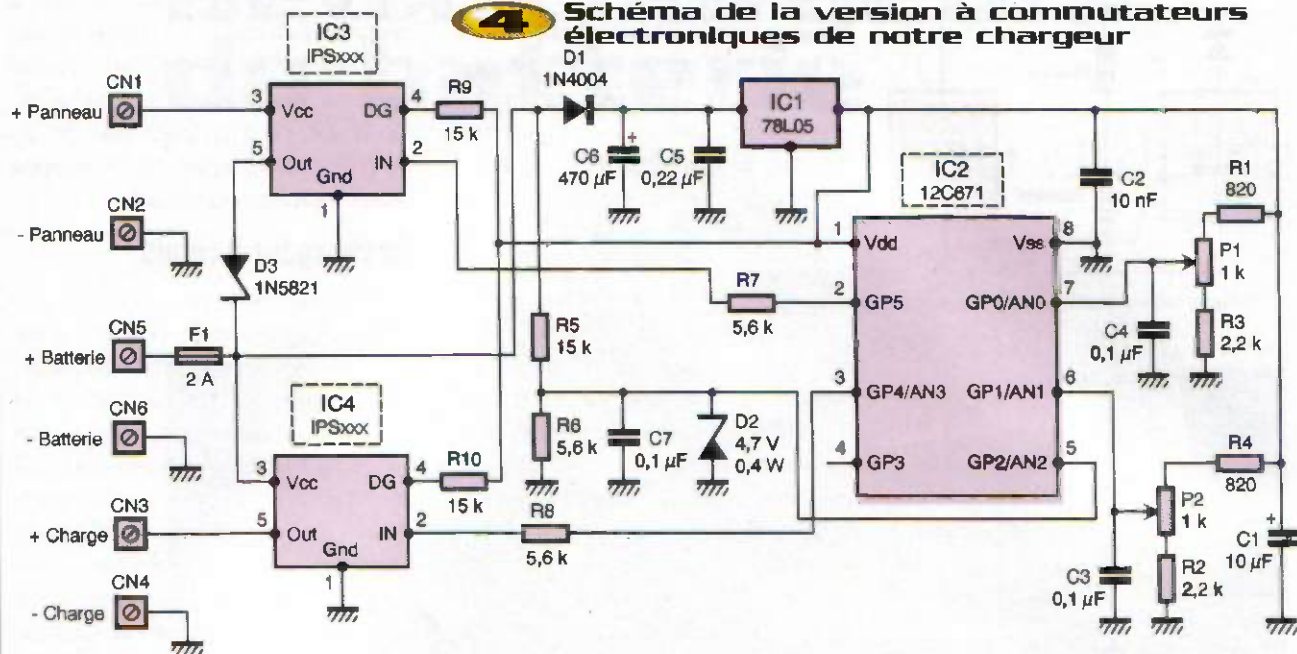 4
Schéma de la version à commutateurs
électroniques de notre chargeur
IC3
IPSxxx
CN1
+ Panneau
3
Vcc
DG
4
R9
15 k
5
Out
IN
2
Gnd
1
CN2
- Panneau
D3
1N5821
CN5
+ Batterie
F1
2 A
CN6
- Batterie
IC4
IPSxxx
3
Vcc
DG
4
R10
15 k
CN3
+ Charge
5
Out
IN
2
R8
5,6 k
Gnd
1
CN4
- Charge
D1
1N4004
C6
+
470 µF
C5
0,22 µF
IC1
78L05
R7
5,6 k
R5
15 k
R6
5,6 k
C7
0,1 µF
D2
4,7 V
0,4 W
IC2
12C671
1
Vdd
Vss
8
2
GP5
GP0/AN0
7
3
GP4/AN3
GP1/AN1
6
4
GP3
GP2/AN2
5
C2
10 nF
R1
820
P1
1 k
C4
0,1 µF
R3
2,2 k
R4
820
P2
1 k
C3
0,1 µF
R2
2,2 k
C1
+
10 µF